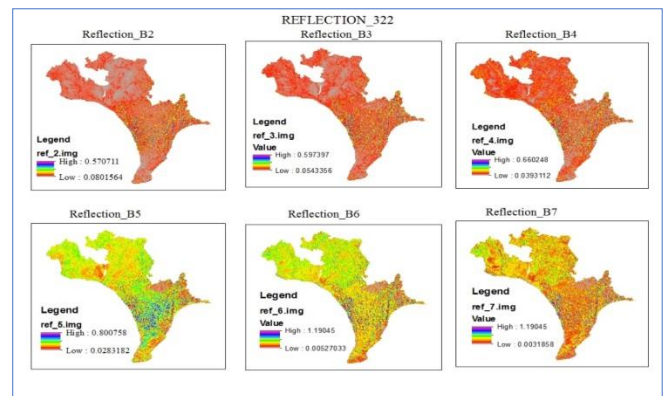 REFLECTION_322
Reflection_B2
Reflection_B3
Reflection_B4
Legend
ref_2.img
High : 0.570711
Low : 0.0801564
Legend
ref_3.img
Value
High : 0.597397
Low : 0.0543356
Legend
ref_4.img
Value
High : 0.660248
Low : 0.0393112
Reflection_B5
Reflection_B6
Reflection_B7
Legend
ref_5.img
High : 0.800758
Low : 0.0283182
Legend
ref_6.img
Value
High : 1.19045
Low : 0.00527033
Legend
ref_7.img
Value
High : 1.19045
Low : 0.0031858